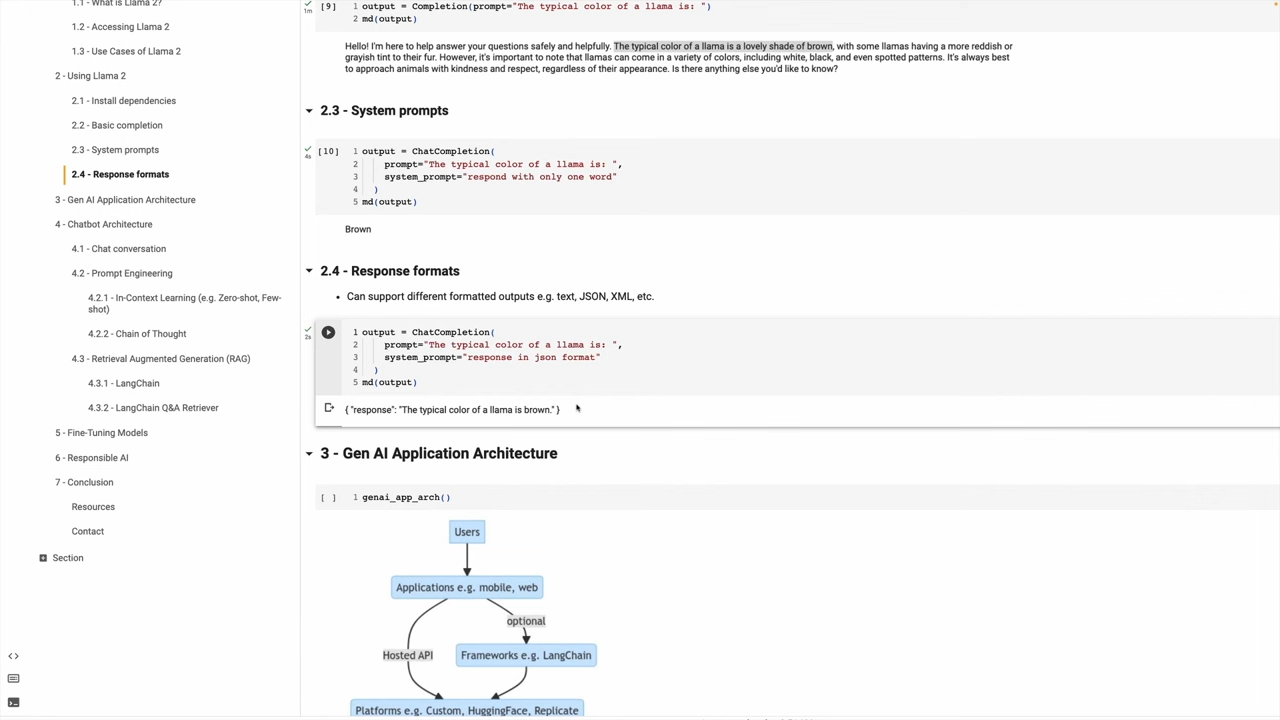 1.1 - What is Llama 2?
1.2 - Accessing Llama 2
1.3 - Use Cases of Llama 2
2 - Using Llama 2
2.1 - Install dependencies
2.2 - Basic completion
2.3 - System prompts
2.4 - Response formats
3 - Gen AI Application Architecture
4 - Chatbot Architecture
4.1 - Chat conversation
4.2 - Prompt Engineering
4.2.1 - In-Context Learning (e.g. Zero-shot, Few-
shot)
4.2.2 - Chain of Thought
4.3 - Retrieval Augmented Generation (RAG)
4.3.1 - LangChain
4.3.2 - LangChain Q&A Retriever
5 - Fine-Tuning Models
6 - Responsible AI
7 - Conclusion
Resources
Contact
Section
1m
[9] 1 output = Completion(prompt="The typical color of a llama is: ")
2 md(output)
Hello! I'm here to help answer your questions safely and helpfully. The typical color of a llama is a lovely shade of brown, with some llamas having a more reddish or
grayish tint to their fur. However, it's important to note that llamas can come in a variety of colors, including white, black, and even spotted patterns. It's always best
to approach animals with kindness and respect, regardless of their appearance. Is there anything else you'd like to know?
2.3 - System prompts
4s
[10] 1 output = ChatCompletion(
2 prompt="The typical color of a llama is: ",
3 system_prompt="respond with only one word"
4 )
5 md(output)
Brown
2.4 - Response formats
• Can support different formatted outputs e.g. text, JSON, XML, etc.
2s
1 output = ChatCompletion(
2 prompt="The typical color of a llama is: ",
3 system_prompt="response in json format"
4 )
5 md(output)
{ "response": "The typical color of a llama is brown." }
3 - Gen AI Application Architecture
[ ] 1 genai_app_arch()
Users
Applications e.g. mobile, web
optional
Hosted API
Frameworks e.g. LangChain
Platforms e.g. Custom, HuggingFace, Replicate